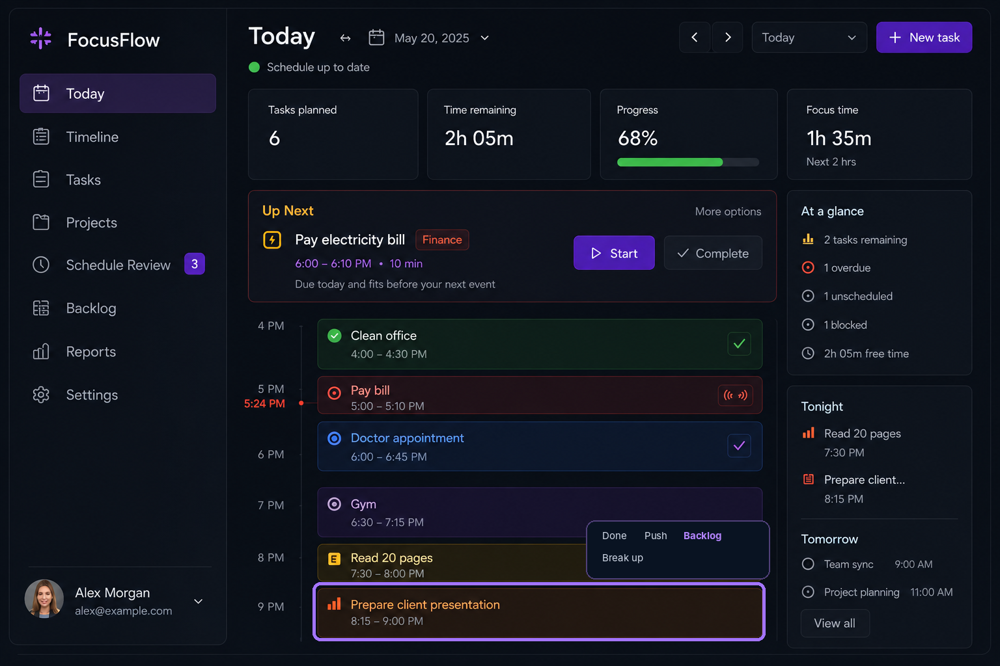 FocusFlow
Today
Timeline
Tasks
Projects
Schedule Review 3
Backlog
Reports
Settings
Alex Morgan
alex@example.com
Today
May 20, 2025
Today
New task
Schedule up to date
Tasks planned
6
Time remaining
2h 05m
Progress
68%
Focus time
1h 35m
Next 2 hrs
Up Next
More options
Pay electricity bill
Finance
6:00 – 6:10 PM • 10 min
Due today and fits before your next event
Start
Complete
4 PM
Clean office
4:00 – 4:30 PM
5 PM
5:24 PM
Pay bill
5:00 – 5:10 PM
Doctor appointment
6:00 – 6:45 PM
6 PM
7 PM
Gym
6:30 – 7:15 PM
Done Push Backlog
Break up
8 PM
E
Read 20 pages
7:30 – 8:00 PM
9 PM
Prepare client presentation
8:15 – 9:00 PM
At a glance
2 tasks remaining
1 overdue
1 unscheduled
1 blocked
2h 05m free time
Tonight
Read 20 pages
7:30 PM
Prepare client...
8:15 PM
Tomorrow
Team sync 9:00 AM
Project planning 11:00 AM
View all